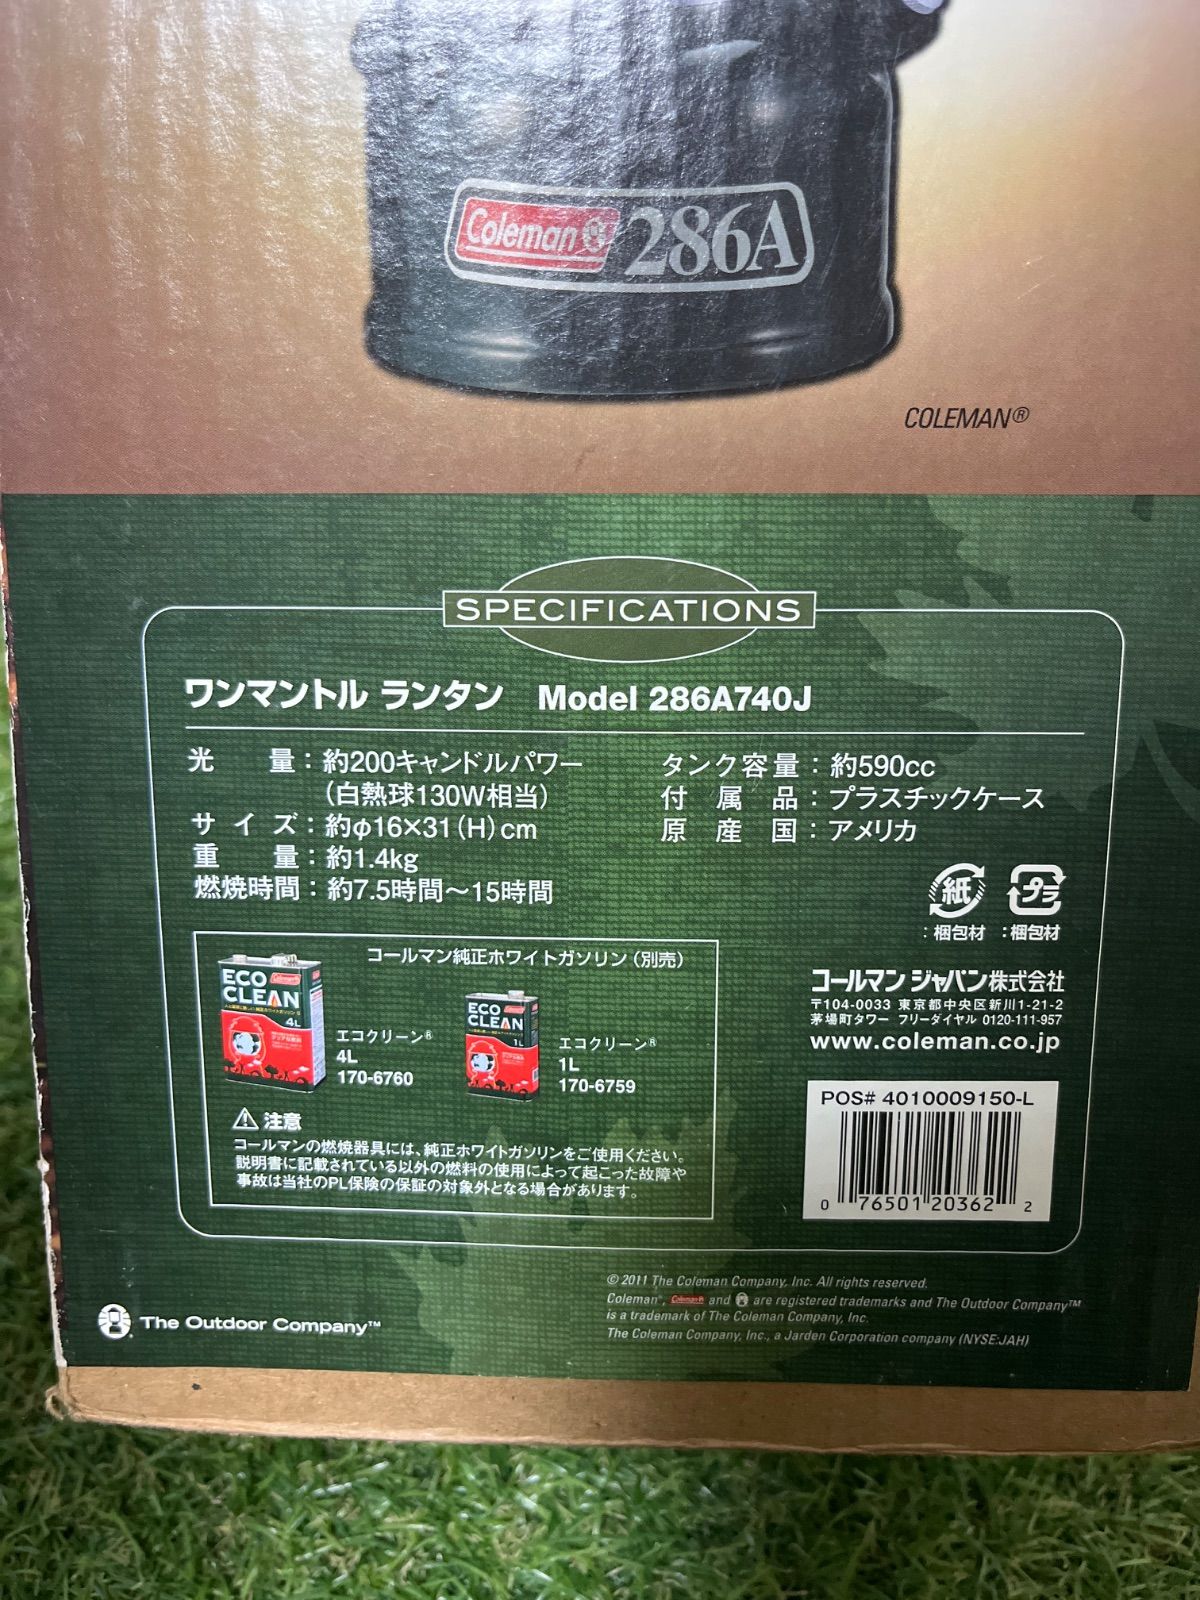 Coleman 286A
COLEMAN®
SPECIFICATIONS
ワンマントル ランタン Model 286A740J
光量：約200キャンドルパワー
（白熱球130W相当）
サイズ：約φ16×31（H）cm
重量：約1.4kg
燃焼時間：約7.5時間～15時間
タンク容量：約590cc
付属品：プラスチックケース
原産国：アメリカ
紙 プラ
：梱包材 ：梱包材
コールマン純正ホワイトガソリン（別売）
Coleman
ECO
CLEAN
4L
エコクリーン®
4L
170-6760
Coleman
ECO
CLEAN
1L
エコクリーン®
1L
170-6759
注意
コールマンの燃焼器具には、純正ホワイトガソリンをご使用ください。
説明書に記載されている以外の燃料の使用によって起こった故障や
事故は当社のPL保険の保証の対象外となる場合があります。
コールマン ジャパン株式会社
〒104-0033 東京都中央区新川1-21-2
茅場町タワー フリーダイヤル 0120-111-957
www.coleman.co.jp
POS# 4010009150-L
0 76501 20362 2
© 2011 The Coleman Company, Inc. All rights reserved.
Coleman®, Coleman® and are registered trademarks and The Outdoor Company™
is a trademark of The Coleman Company, Inc.
The Coleman Company, Inc., a Jarden Corporation company (NYSE:JAH)
The Outdoor Company™